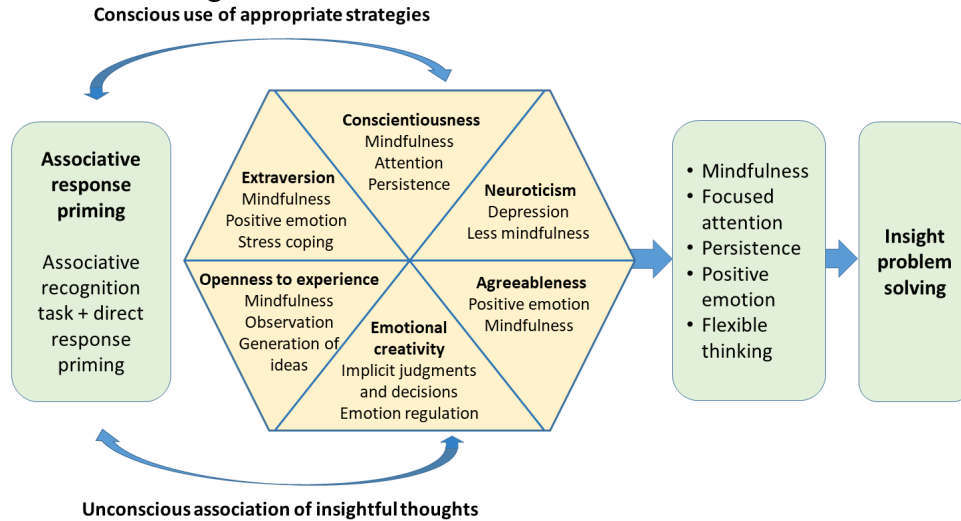 Conscious use of appropriate strategies
Associative
response
priming
Associative
recognition
task + direct
response
priming
Conscientiousness
Mindfulness
Attention
Persistence
Extraversion
Mindfulness
Positive emotion
Stress coping
Neuroticism
Depression
Less mindfulness
Openness to experience
Mindfulness
Observation
Generation of
ideas
Emotional
creativity
Implicit judgments
and decisions
Emotion regulation
Agreeableness
Positive emotion
Mindfulness
• Mindfulness
• Focused
attention
• Persistence
• Positive
emotion
• Flexible
thinking
Insight
problem
solving
Unconscious association of insightful thoughts